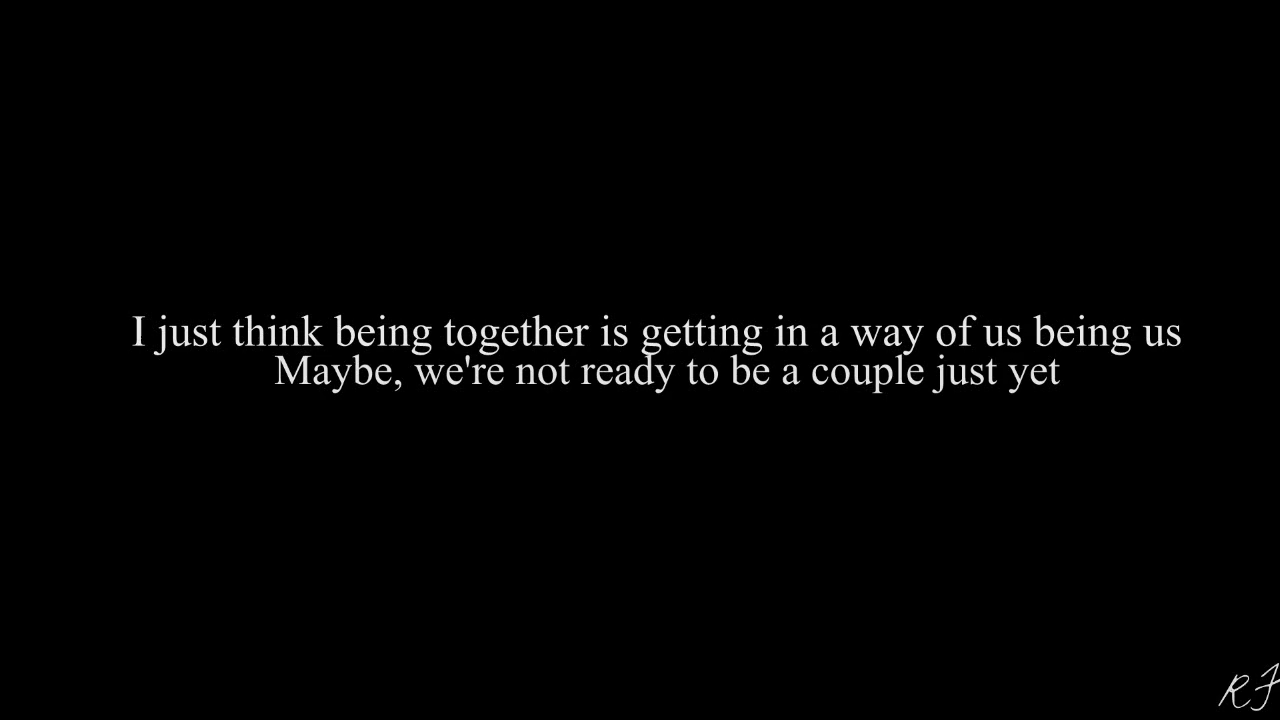 I just think being together is getting in a way of us being us
Maybe, we're not ready to be a couple just yet
RF